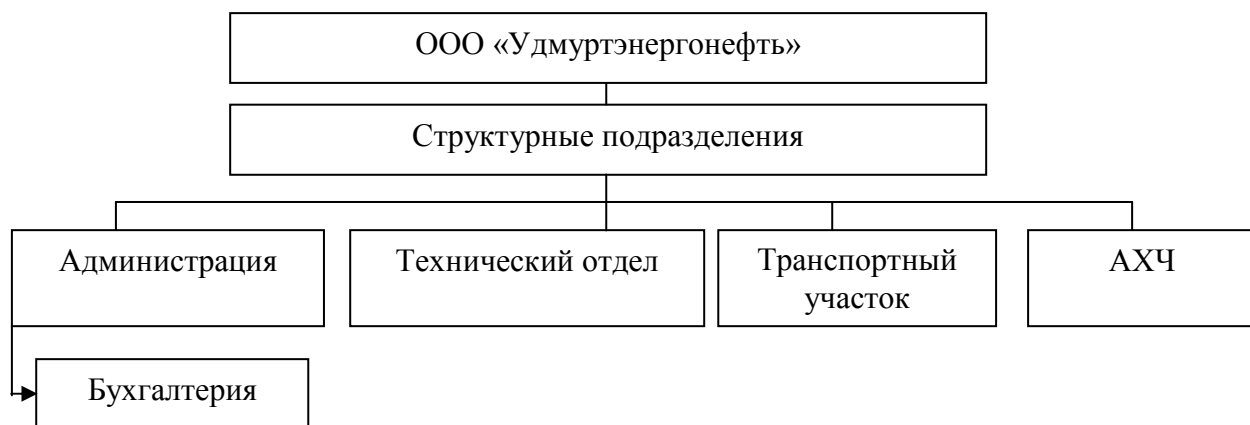 ООО «Удмуртэнергонефть»
Структурные подразделения
Администрация
Технический отдел
Транспортный
участок
АХЧ
Бухгалтерия